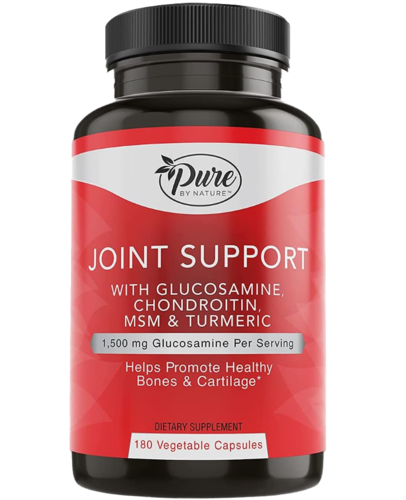 Pure
BY NATURE™
JOINT SUPPORT
WITH GLUCOSAMINE,
CHONDROITIN,
MSM & TURMERIC
1,500 mg Glucosamine Per Serving
Helps Promote Healthy
Bones & Cartilage*
DIETARY SUPPLEMENT
180 Vegetable Capsules